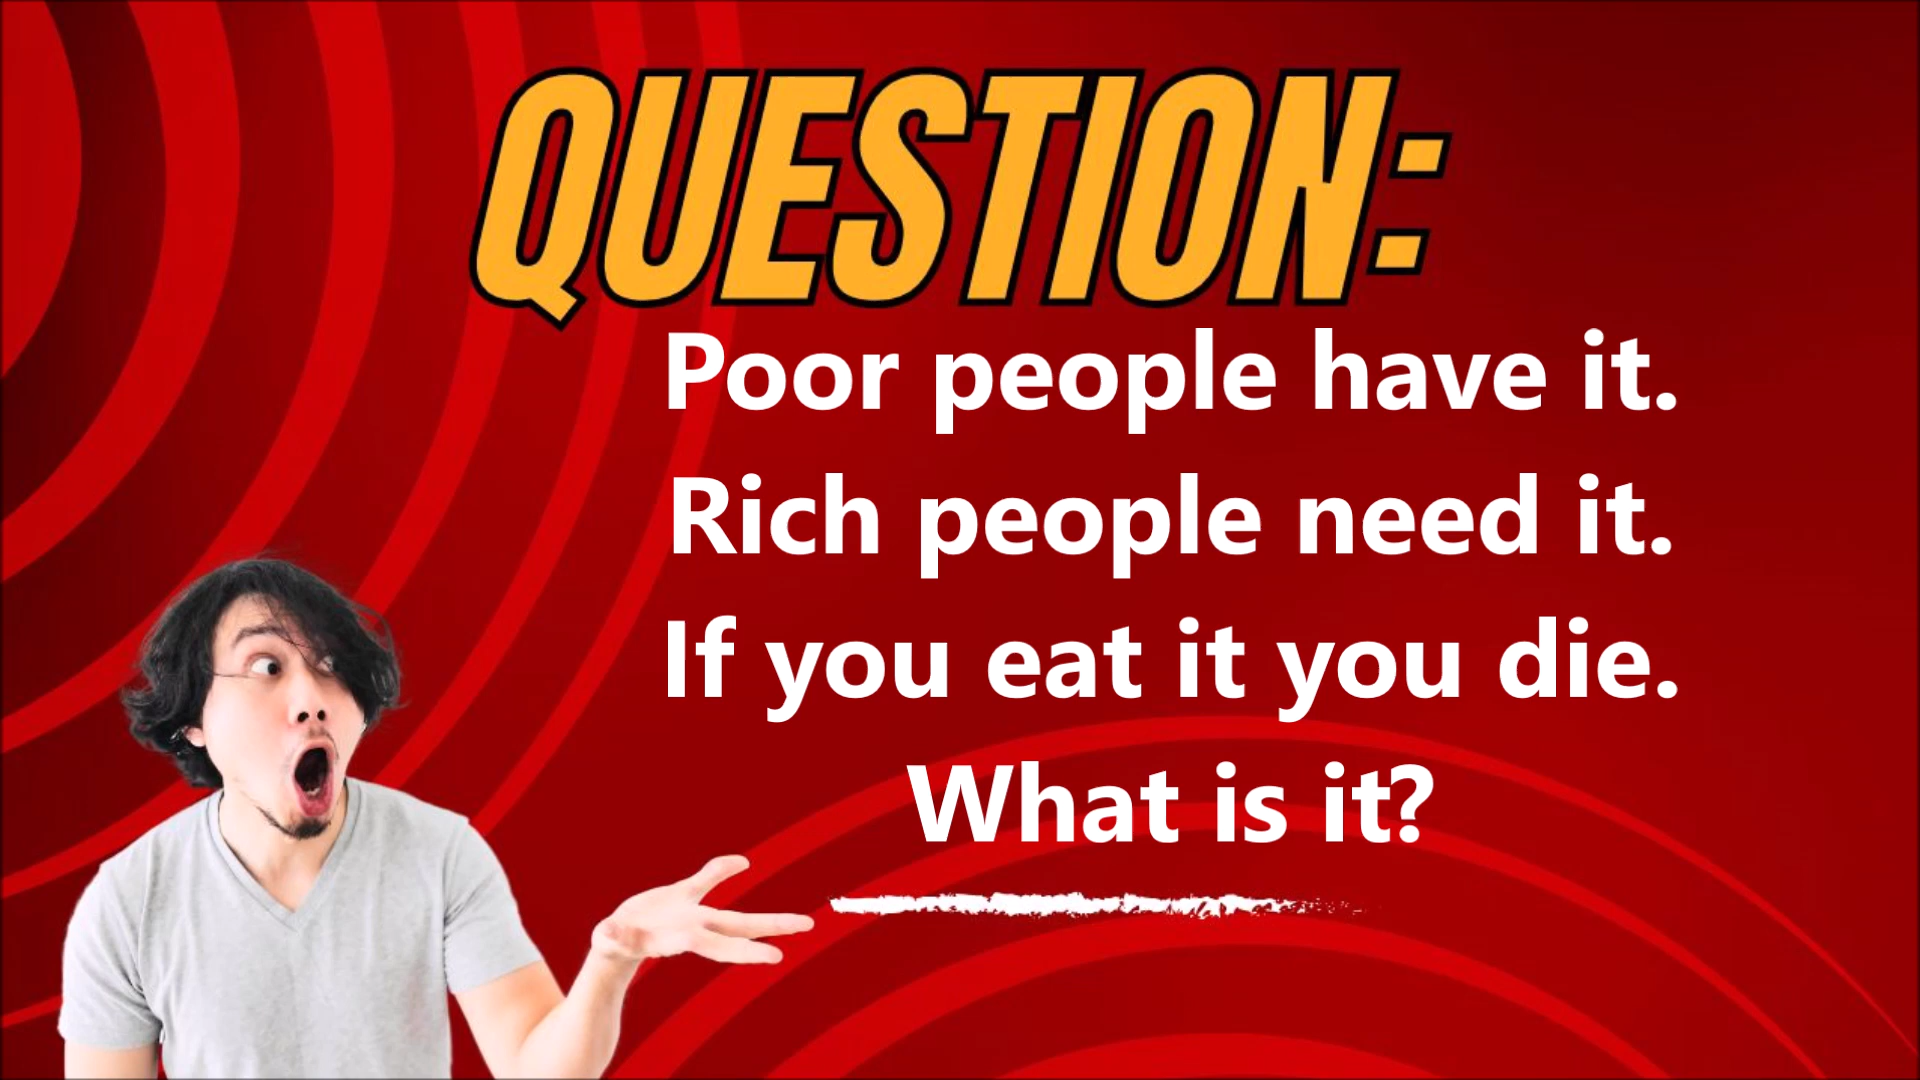 QUESTION:
Poor people have it.
Rich people need it.
If you eat it you die.
What is it?